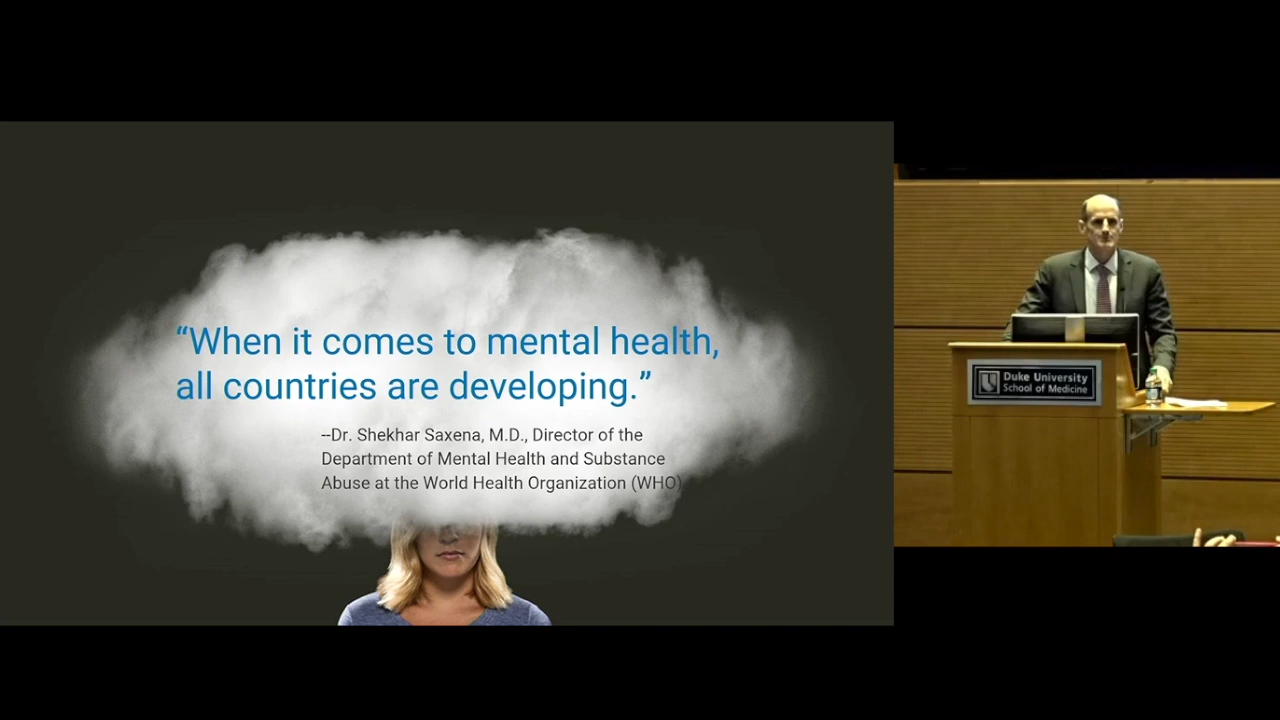 “When it comes to mental health,
all countries are developing.”
--Dr. Shekhar Saxena, M.D., Director of the
Department of Mental Health and Substance
Abuse at the World Health Organization (WHO)
Duke University
School of Medicine